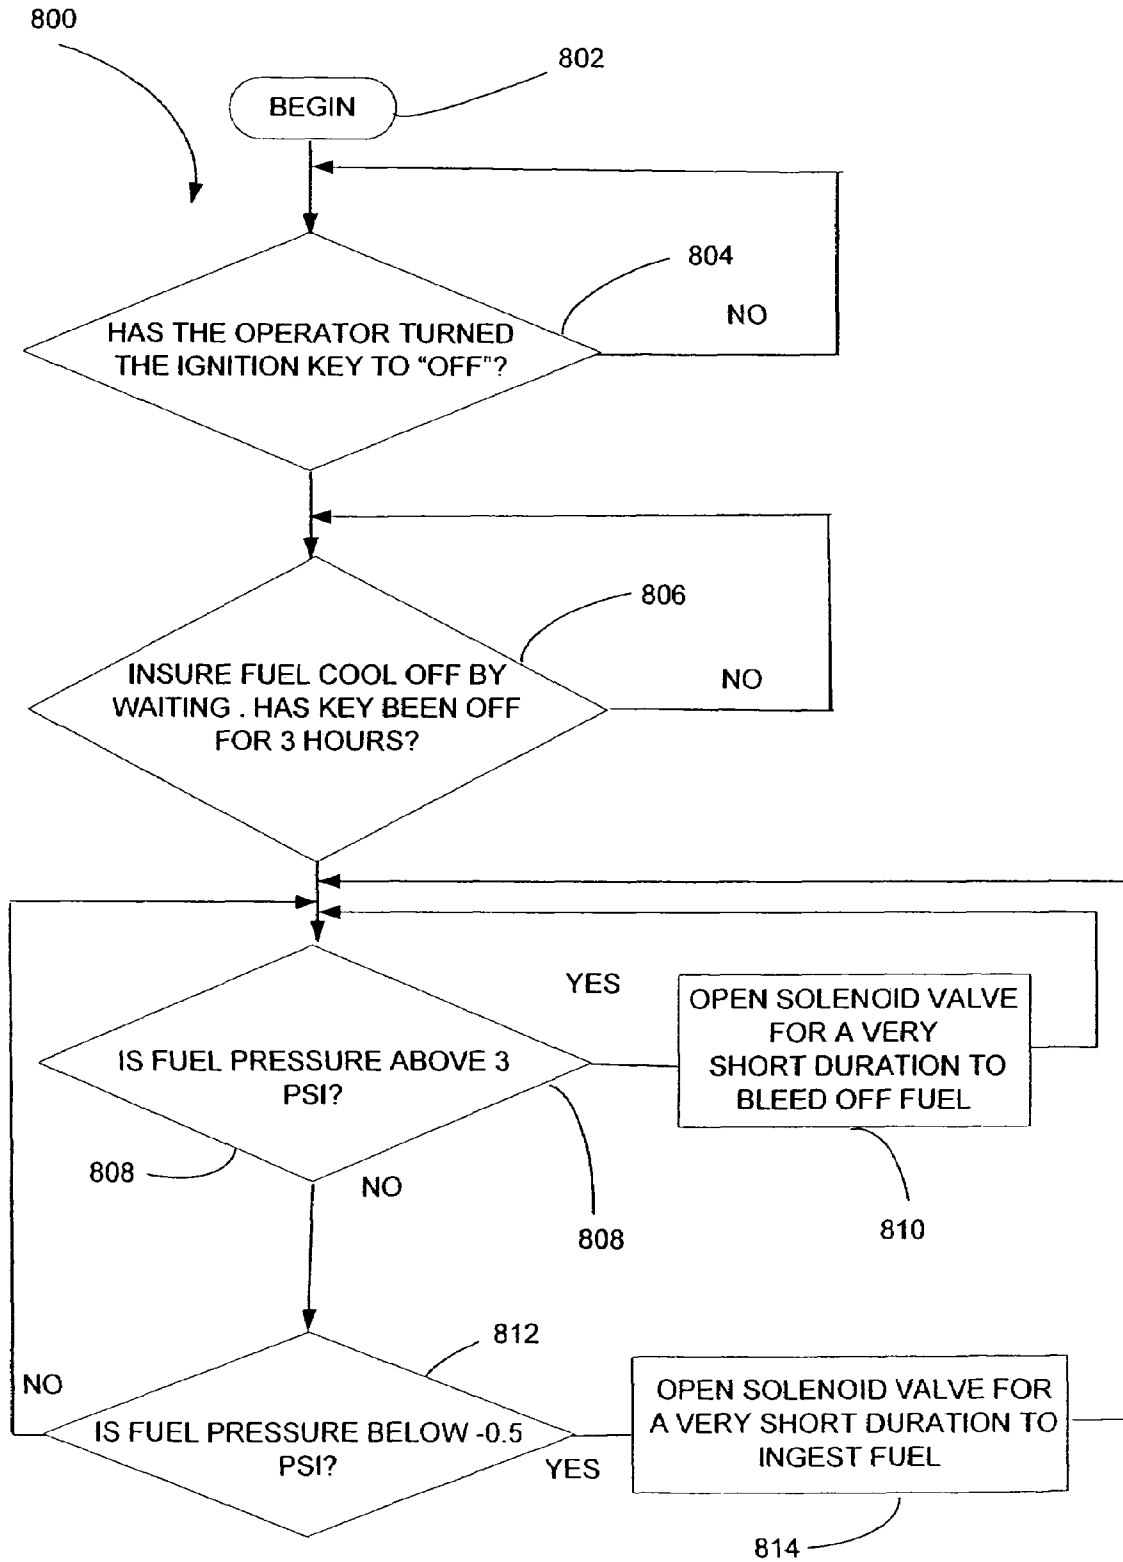 800
802
BEGIN
804
NO
HAS THE OPERATOR TURNED
THE IGNITION KEY TO “OFF”?
806
NO
INSURE FUEL COOL OFF BY
WAITING . HAS KEY BEEN OFF
FOR 3 HOURS?
YES
OPEN SOLENOID VALVE
FOR A VERY
SHORT DURATION TO
BLEED OFF FUEL
IS FUEL PRESSURE ABOVE 3
PSI?
808
NO
808
810
812
NO
IS FUEL PRESSURE BELOW -0.5
PSI?
YES
OPEN SOLENOID VALVE FOR
A VERY SHORT DURATION TO
INGEST FUEL
814